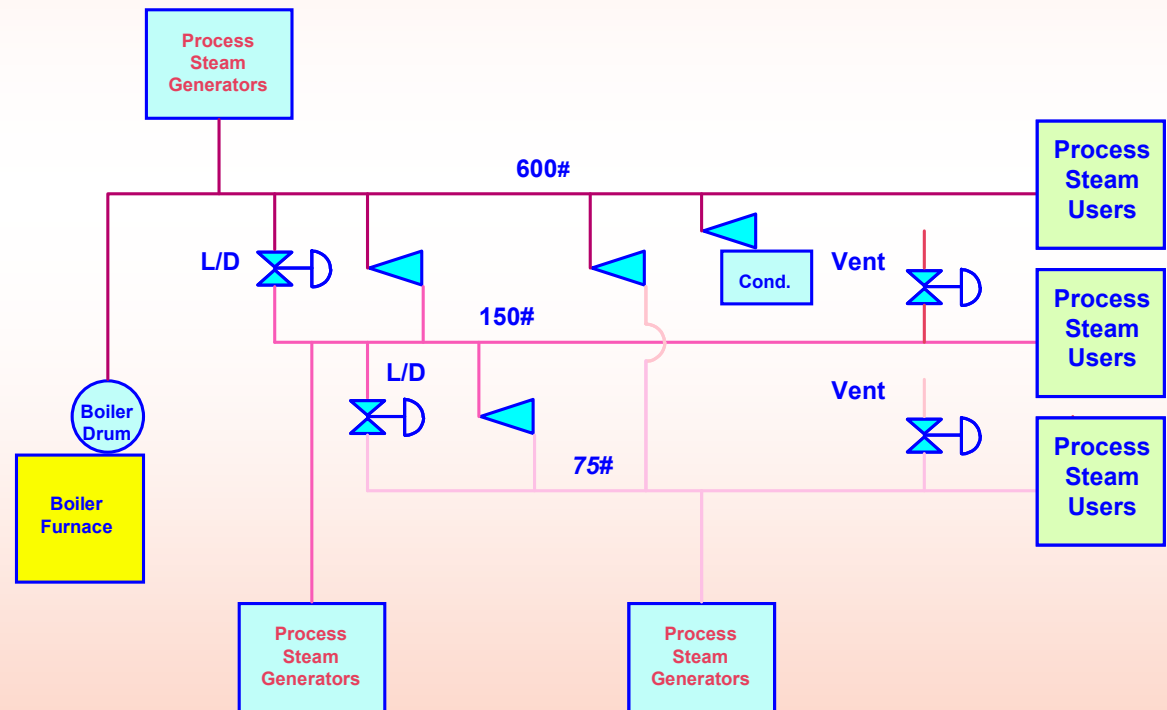 Process
Steam
Generators
600#
Process
Steam
Users
L/D
Cond.
Vent
150#
Process
Steam
Users
L/D
Vent
Boiler
Drum
75#
Process
Steam
Users
Boiler
Furnace
Process
Steam
Generators
Process
Steam
Generators